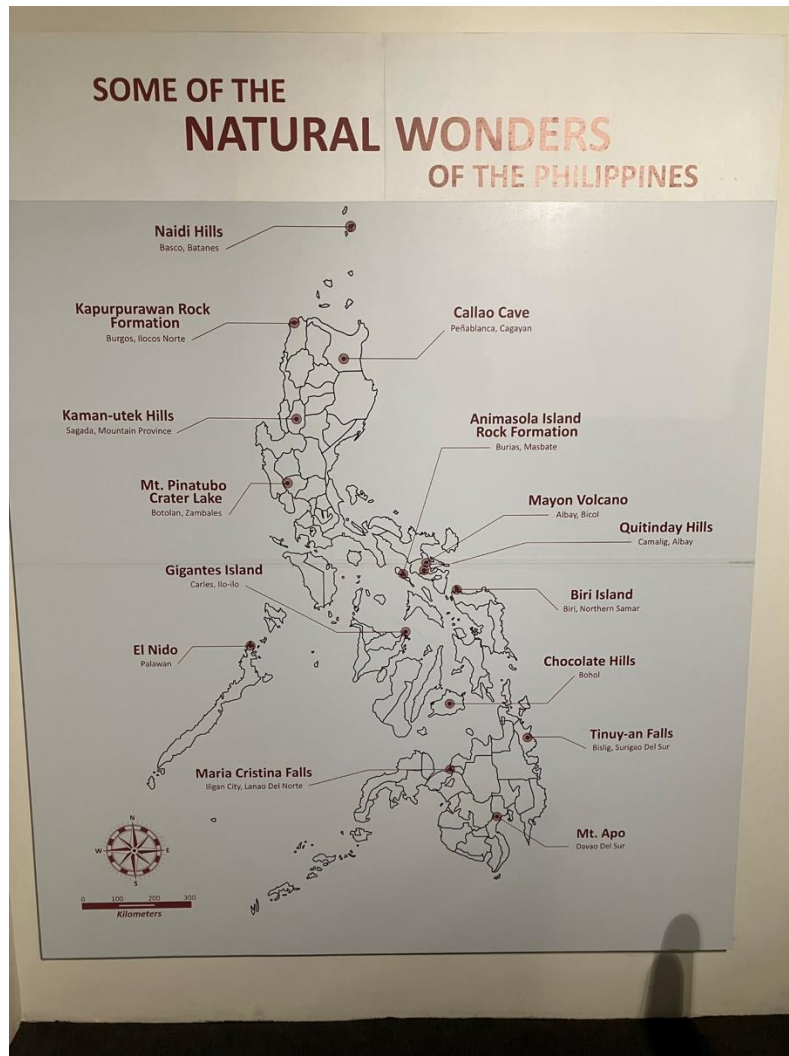 SOME OF THE
NATURAL WONDERS
OF THE PHILIPPINES
Naidi Hills
Basco, Batanes
Kapurpurawan Rock
Formation
Burgos, Ilocos Norte
Callao Cave
Peñablanca, Cagayan
Kaman-utek Hills
Sagada, Mountain Province
Animasola Island
Rock Formation
Burias, Masbate
Mt. Pinatubo
Crater Lake
Botolan, Zambales
Mayon Volcano
Albay, Bicol
Quitinday Hills
Camalig, Albay
Gigantes Island
Carles, Ilo-ilo
Biri Island
Biri, Northern Samar
El Nido
Palawan
Chocolate Hills
Bohol
Tinuy-an Falls
Bislig, Surigao Del Sur
Maria Cristina Falls
Iligan City, Lanao Del Norte
Mt. Apo
Davao Del Sur
N
W E
S
0 100 200 300
Kilometers